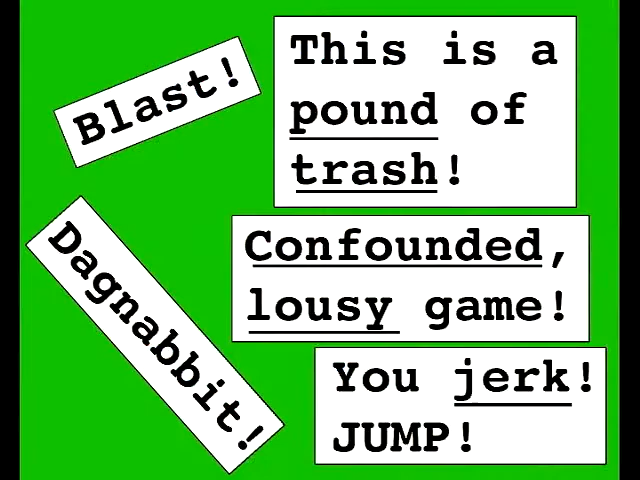 Blast!
This is a
pound of
trash!
Dagnabbit!
Confounded,
lousy game!
You jerk!
JUMP!